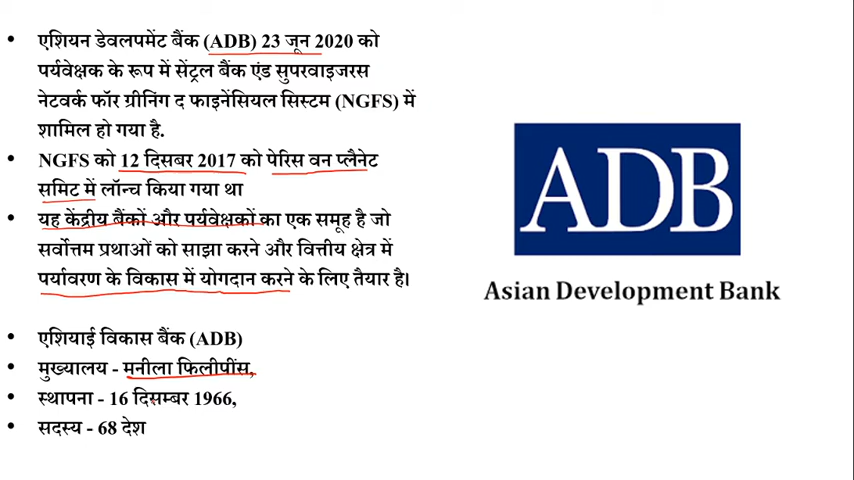 एशियन डेवलपमेंट बैंक (ADB) 23 जून 2020 को
पर्यवेक्षक के रूप में सेंट्रल बैंक एंड सुपरवाइजरस
नेटवर्क फॉर ग्रीनिंग द फाइनेंसियल सिस्टम (NGFS) में
शामिल हो गया है.
NGFS को 12 दिसबर 2017 को पेरिस वन प्लैनेट
समिट में लॉन्च किया गया था
यह केंद्रीय बैंकों और पर्यवेक्षकों का एक समूह है जो
सर्वोत्तम प्रथाओं को साझा करने और वित्तीय क्षेत्र में
पर्यावरण के विकास में योगदान करने के लिए तैयार है।
एशियाई विकास बैंक (ADB)
मुख्यालय - मनीला फिलीपींस,
स्थापना - 16 दिसम्बर 1966,
सदस्य - 68 देश
ADB
Asian Development Bank